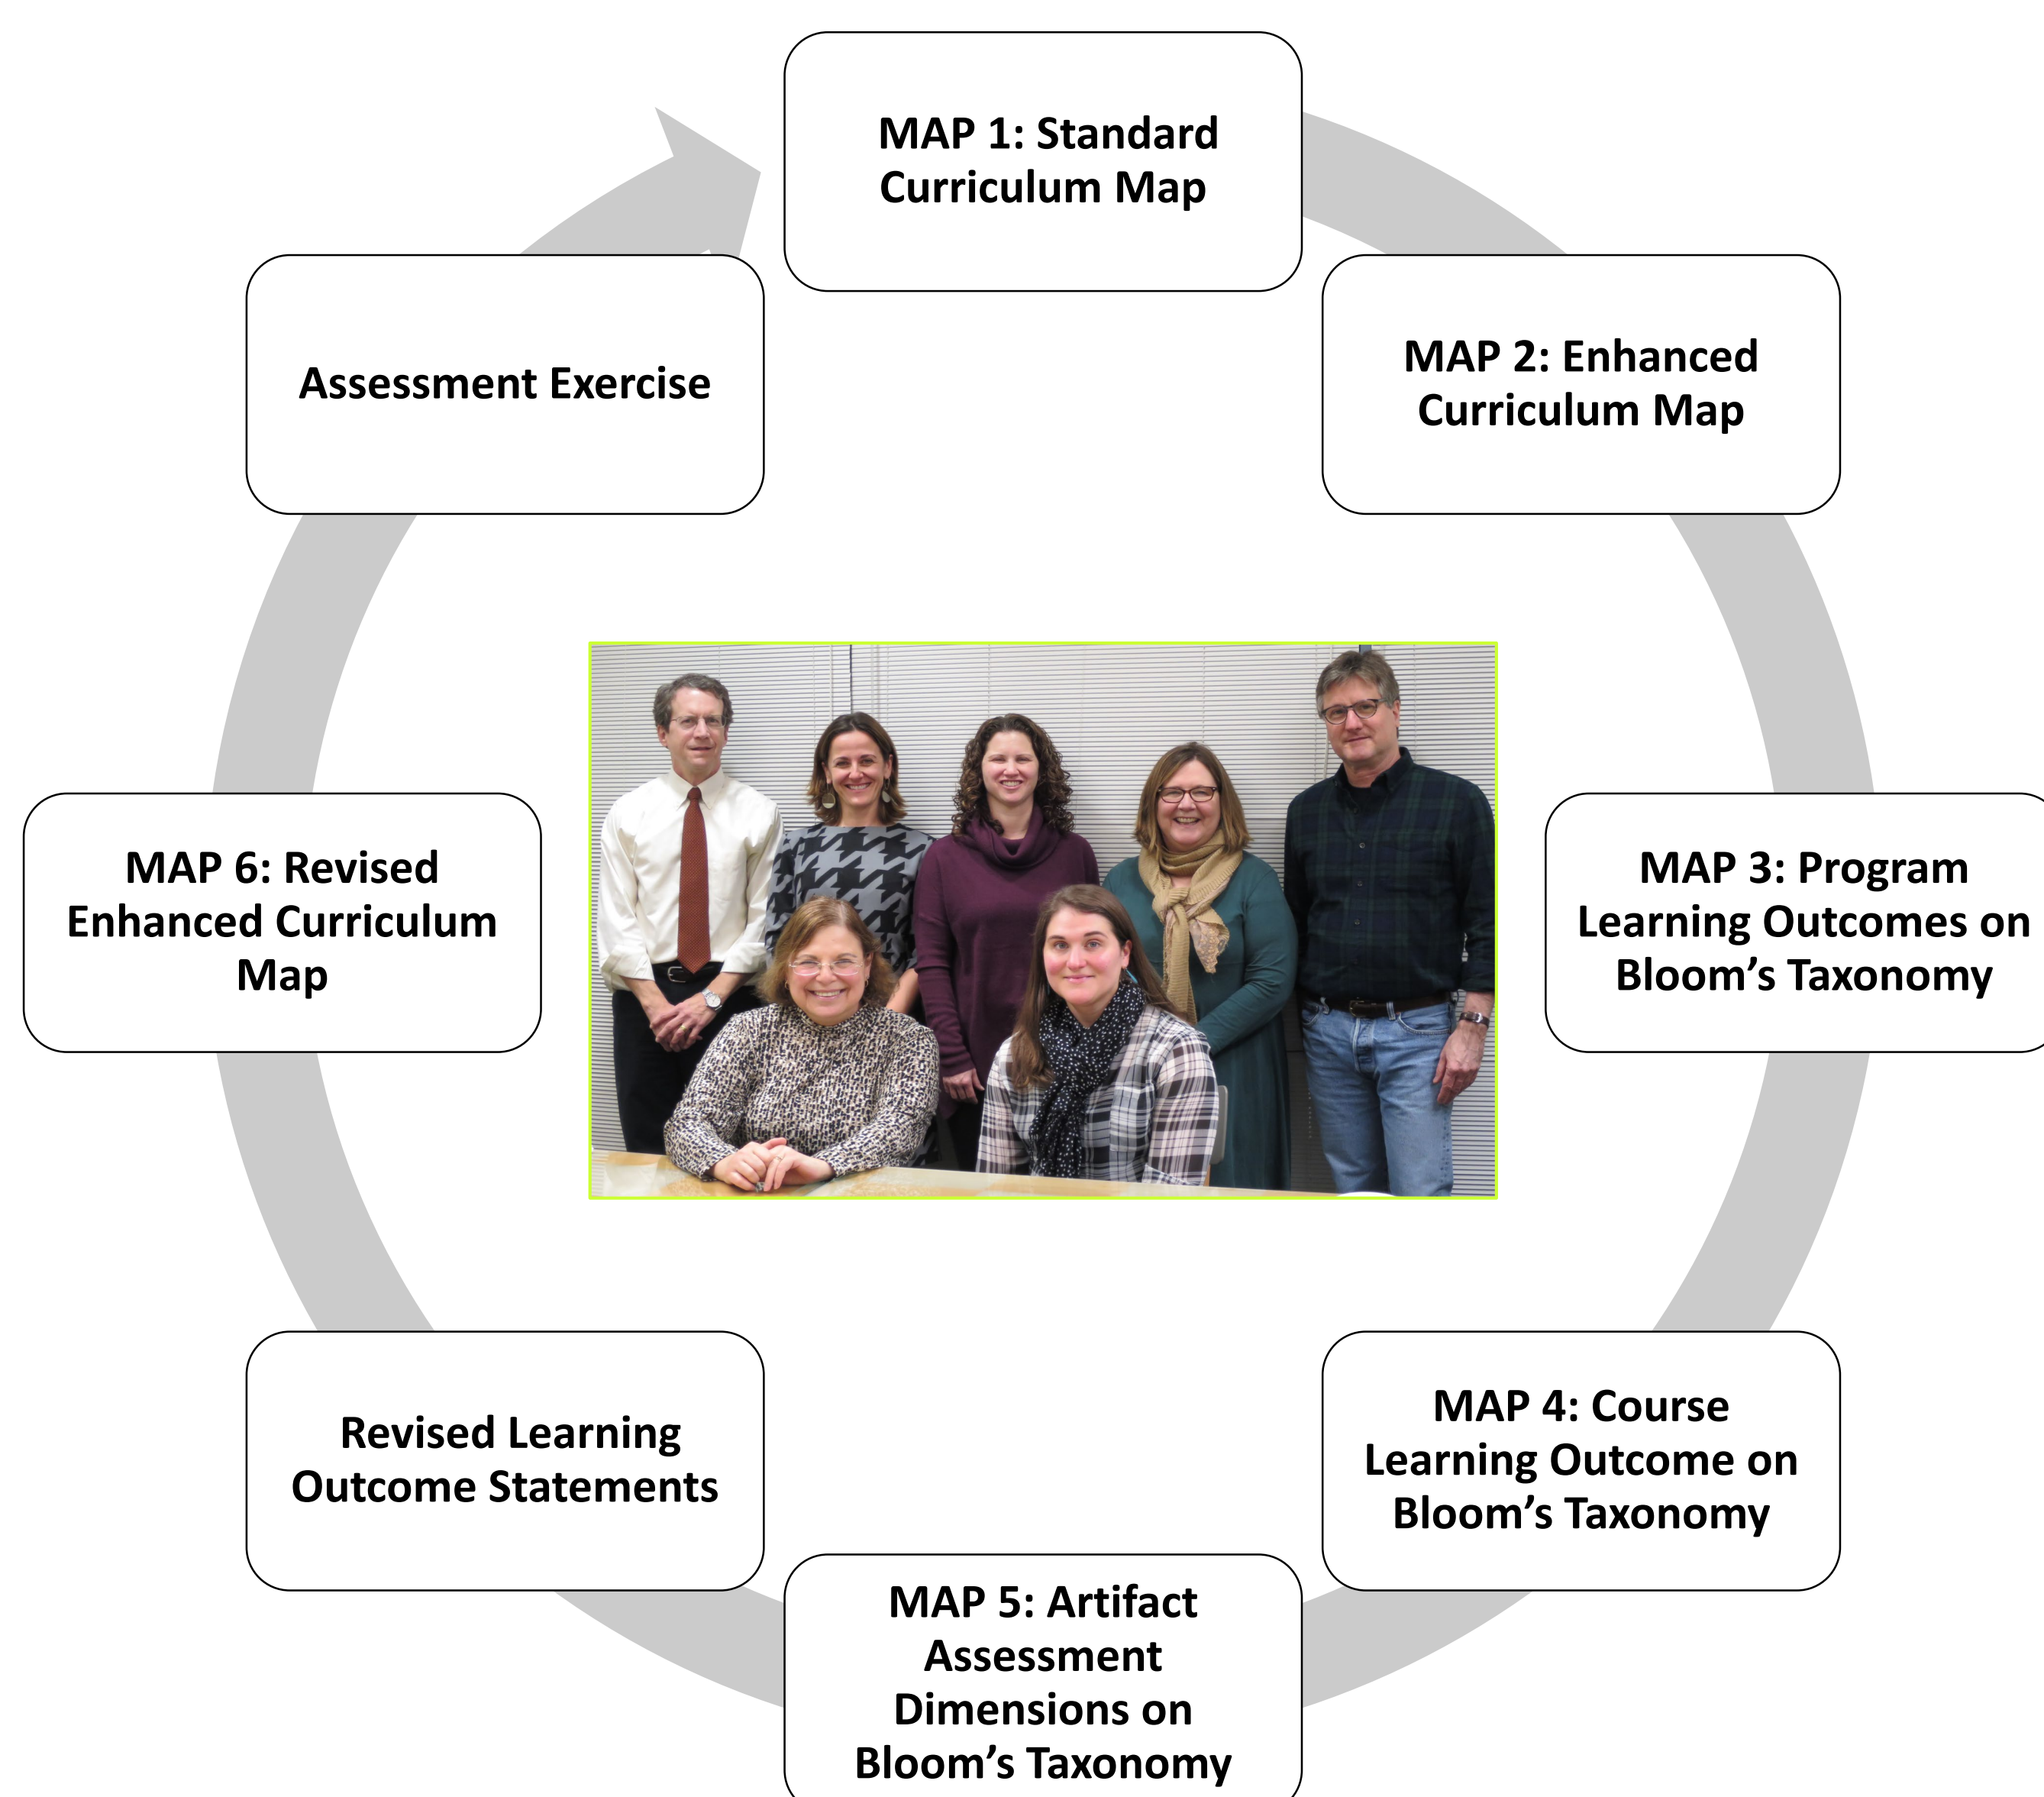 MAP 1: Standard
Curriculum Map
MAP 2: Enhanced
Curriculum Map
MAP 3: Program
Learning Outcomes on
Bloom’s Taxonomy
MAP 4: Course
Learning Outcome on
Bloom’s Taxonomy
MAP 5: Artifact
Assessment
Dimensions on
Bloom’s Taxonomy
Revised Learning
Outcome Statements
MAP 6: Revised
Enhanced Curriculum
Map
Assessment Exercise